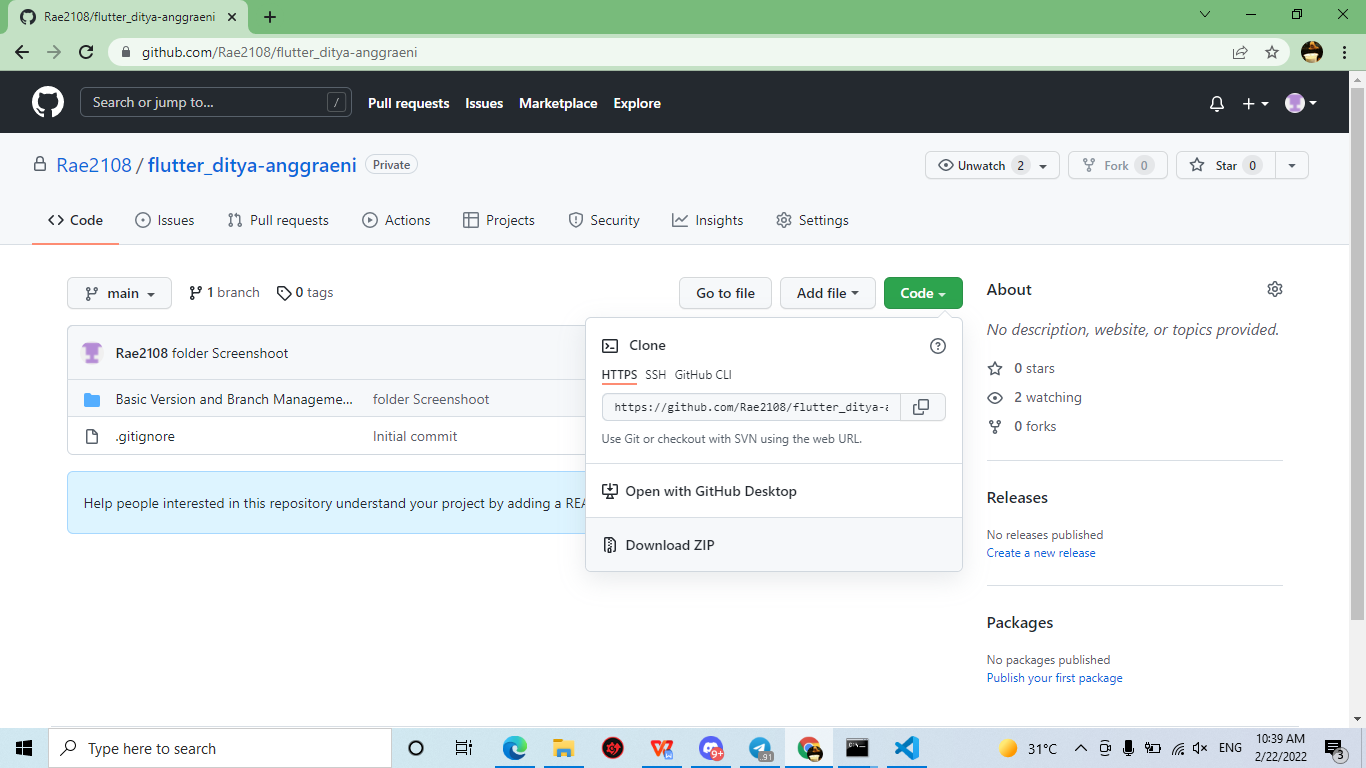 Rae2108/flutter_ditya-anggraeni
github.com/Rae2108/flutter_ditya-anggraeni
Search or jump to... /
Pull requests Issues Marketplace Explore
Rae2108 / flutter_ditya-anggraeni Private
Unwatch 2 Fork 0 Star 0
Code Issues Pull requests Actions Projects Security Insights Settings
main 1 branch 0 tags Go to file Add file Code
Rae2108 folder Screenshoot
Basic Version and Branch Manageme... folder Screenshoot
.gitignore Initial commit
Help people interested in this repository understand your project by adding a REA
Clone
HTTPS SSH GitHub CLI
https://github.com/Rae2108/flutter_ditya-a
Use Git or checkout with SVN using the web URL.
Open with GitHub Desktop
Download ZIP
About
No description, website, or topics provided.
0 stars
2 watching
0 forks
Releases
No releases published
Create a new release
Packages
No packages published
Publish your first package
Type here to search
9+
91
31°C
ENG
10:39 AM
2/22/2022
3